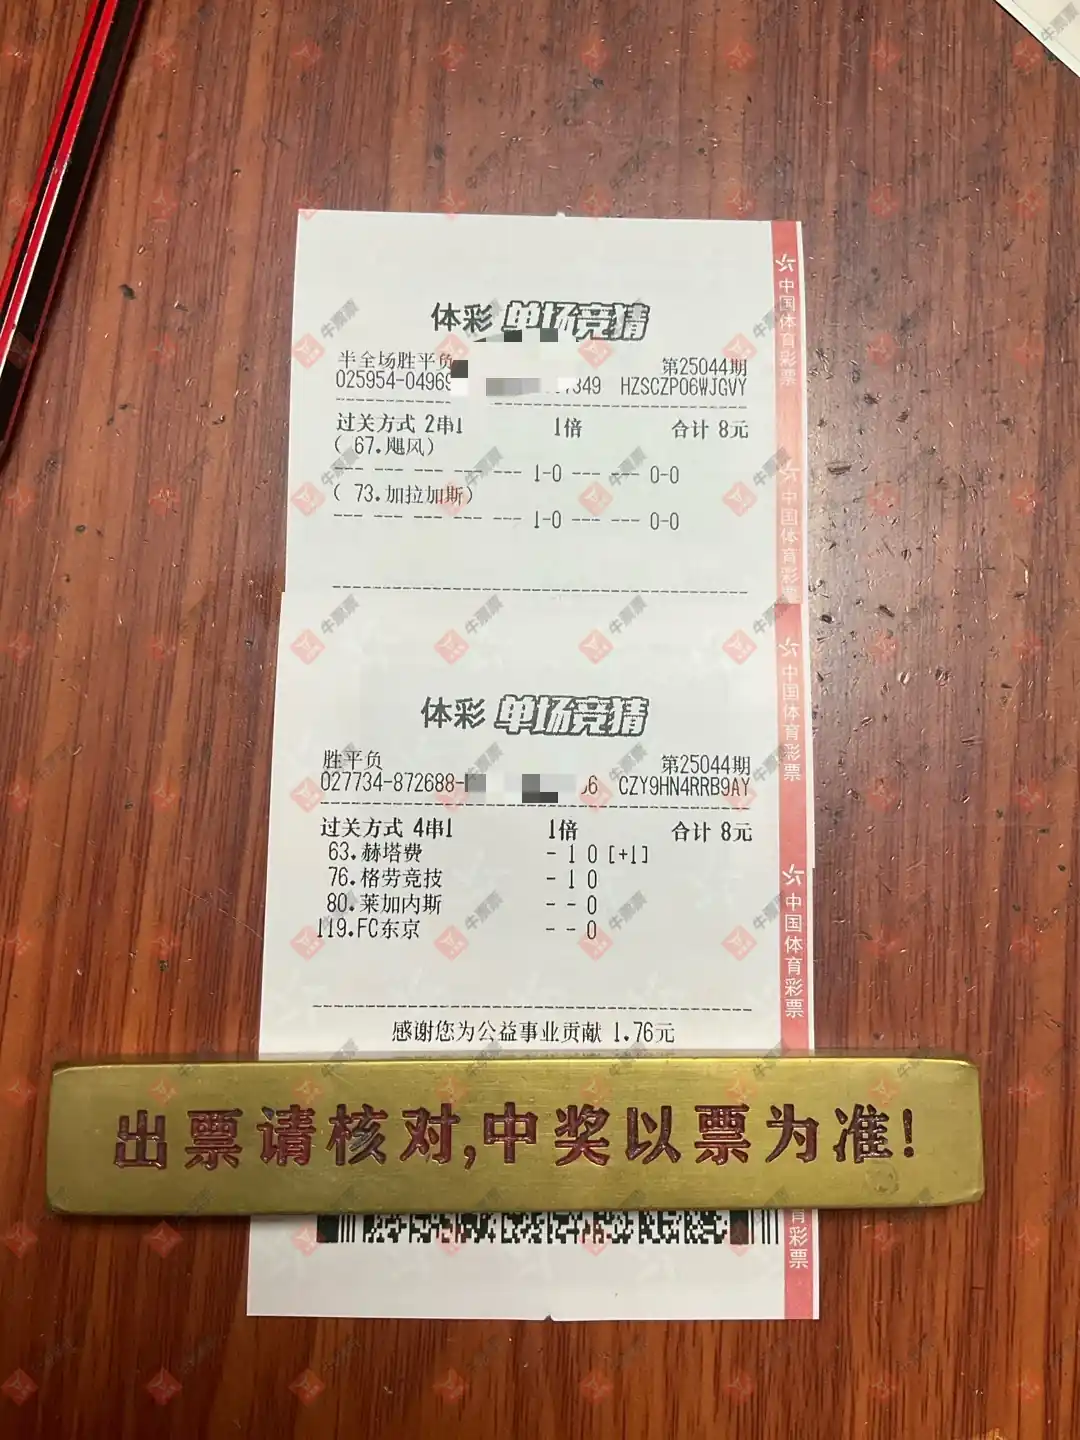 体彩 单场竞猜
半全场胜平负 第25044期
025954-04969 349 HZSCZP06WJGVY
过关方式 2串1 1倍 合计 8元
( 67.飓风)
--- --- --- --- --- 1-0 --- --- 0-0
( 73.加拉加斯)
--- --- --- --- --- 1-0 --- --- 0-0
体彩 单场竞猜
胜平负 第25044期
027734-872688- 6 CZY9HN4RRB9AY
过关方式 4串1 1倍 合计 8元
63.赫塔费 - 1 0 [+1]
76.格劳竞技 - 1 0
80.莱加内斯 - - 0
119.FC东京 - - 0
感谢您为公益事业贡献 1.76元
出票请核对,中奖以票为准!
中国体育彩票
中国体育彩票
中国体育彩票
中国体育彩票
育彩票
牛票票